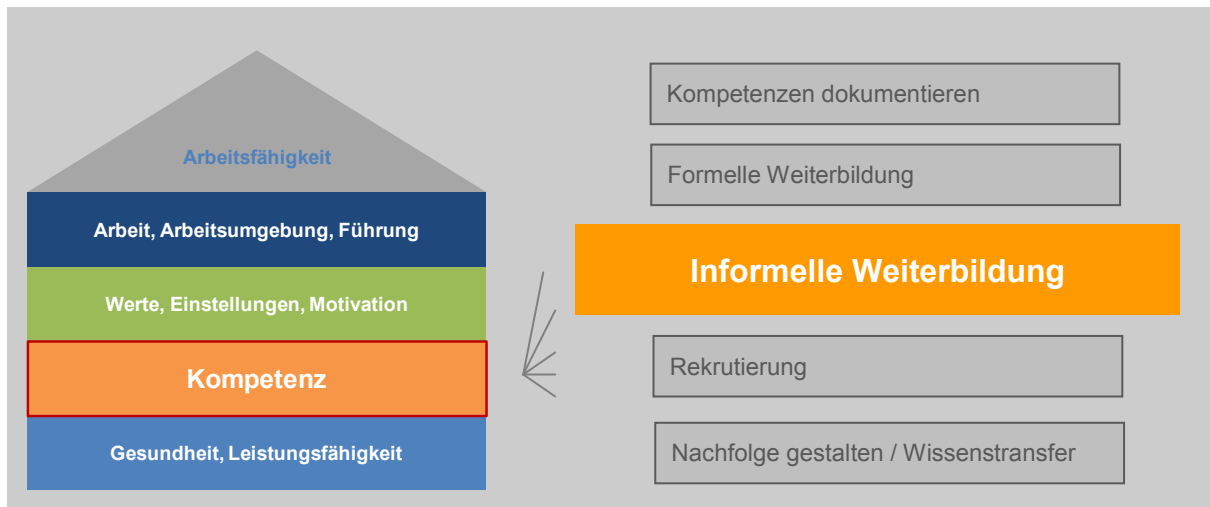 Arbeitsfähigkeit
Arbeit, Arbeitsumgebung, Führung
Werte, Einstellungen, Motivation
Kompetenz
Gesundheit, Leistungsfähigkeit
Kompetenzen dokumentieren
Formelle Weiterbildung
Informelle Weiterbildung
Rekrutierung
Nachfolge gestalten / Wissenstransfer